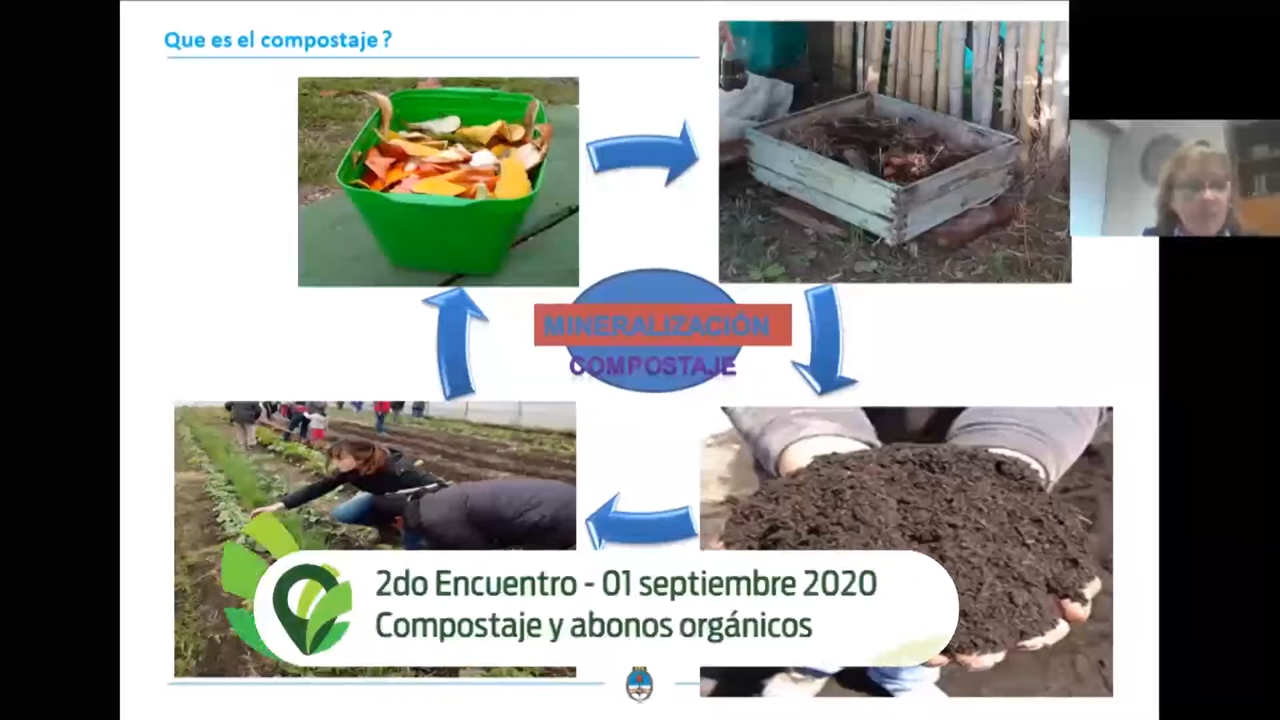 Que es el compostaje ?
MINERALIZACIÓN
COMPOSTAJE
2do Encuentro - 01 septiembre 2020
Compostaje y abonos orgánicos